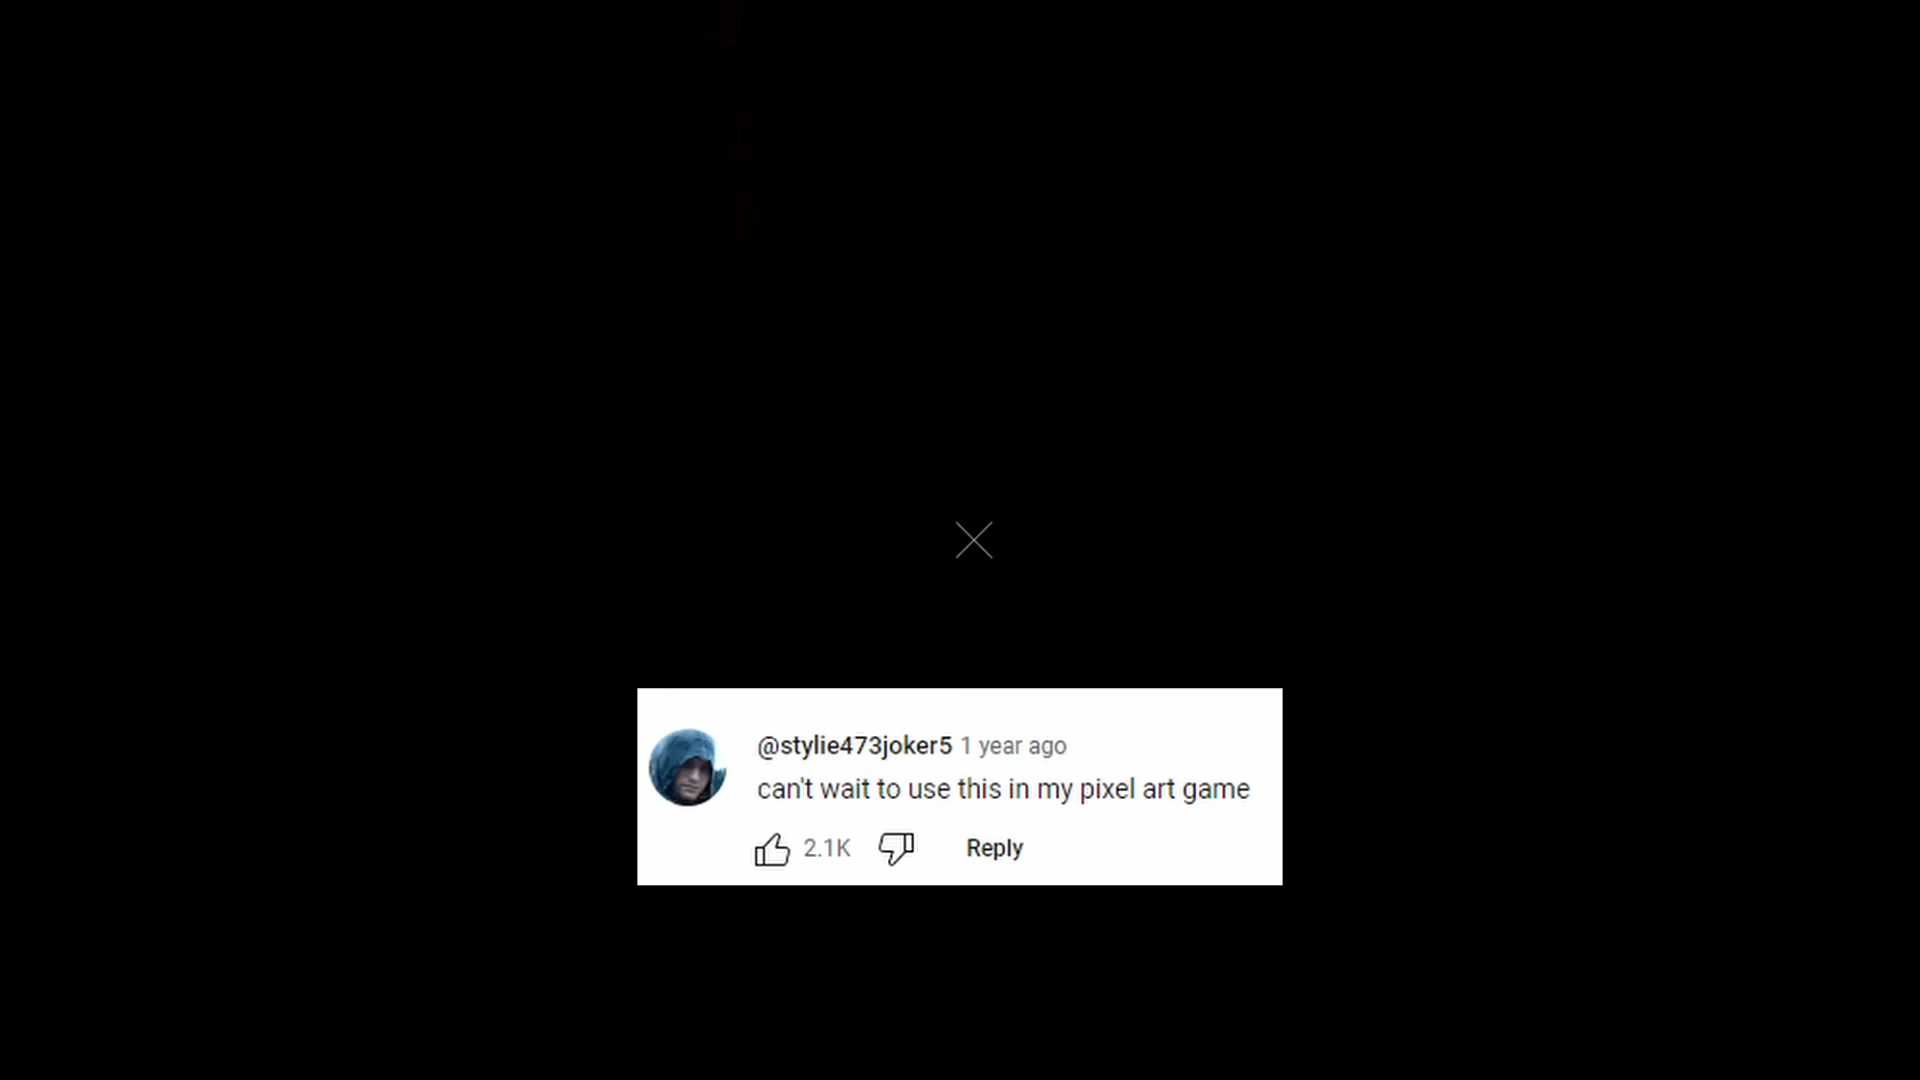 @stylie473joker5 1 year ago
can't wait to use this in my pixel art game
2.1K Reply